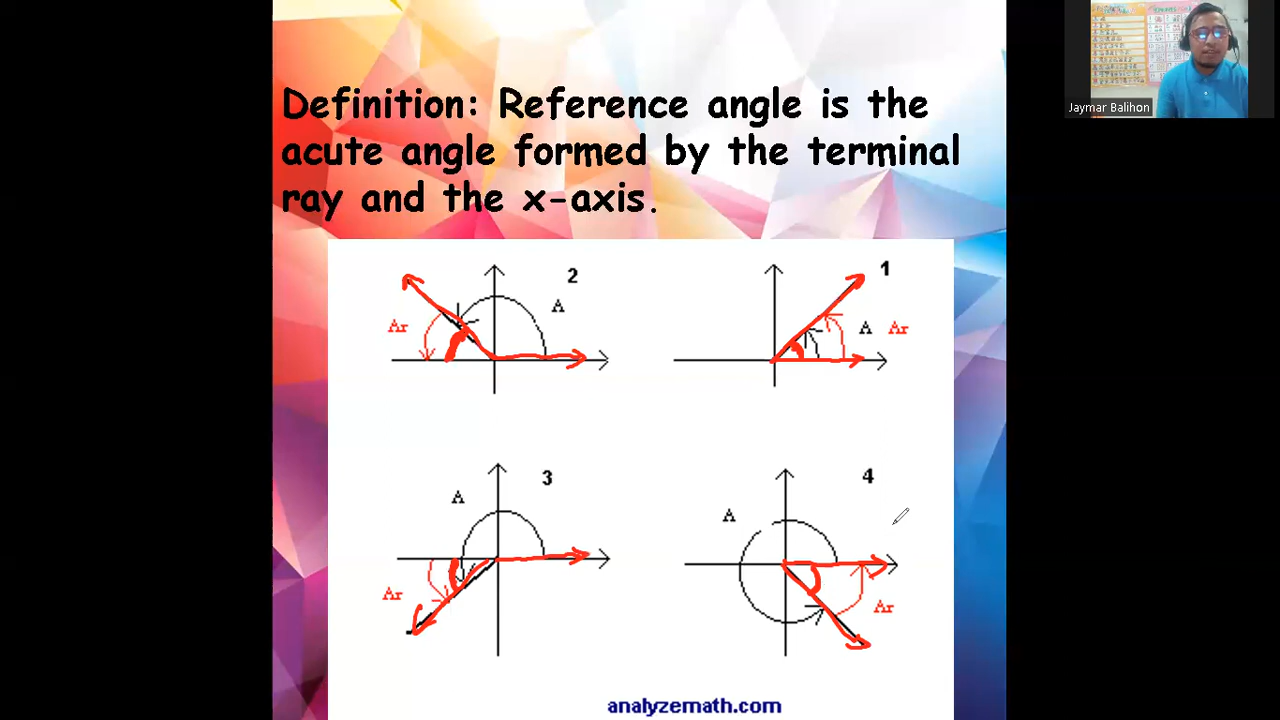 Definition: Reference angle is the
acute angle formed by the terminal
ray and the x-axis.
Jaymar Balihon
2
A
Ar
1
A Ar
3
A
Ar
4
A
Ar
analyzemath.com